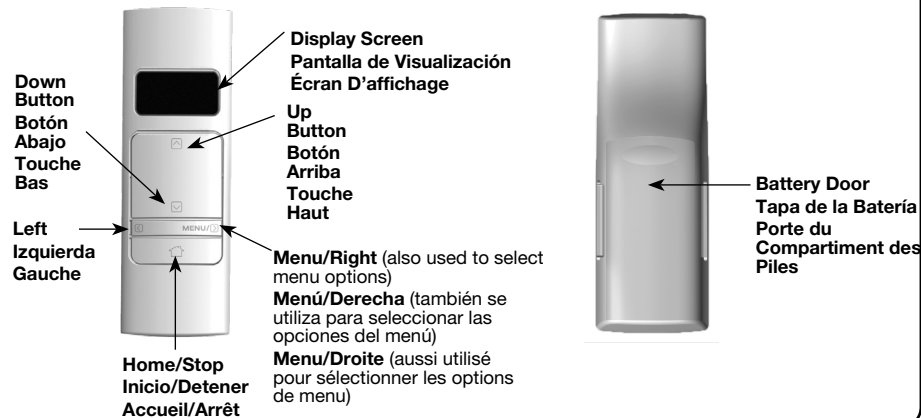 Display Screen
Pantalla de Visualización
Écran D'affichage
Down
Button
Botón
Abajo
Touche
Bas
Up
Button
Botón
Arriba
Touche
Haut
MENU/
Left
Izquierda
Gauche
Menu/Right (also used to select
menu options)
Menú/Derecha (también se
utiliza para seleccionar las
opciones del menú)
Menu/Droite (aussi utilisé
pour sélectionner les options
de menu)
Home/Stop
Inicio/Detener
Accueil/Arrêt
Battery Door
Tapa de la Batería
Porte du
Compartiment des
Piles